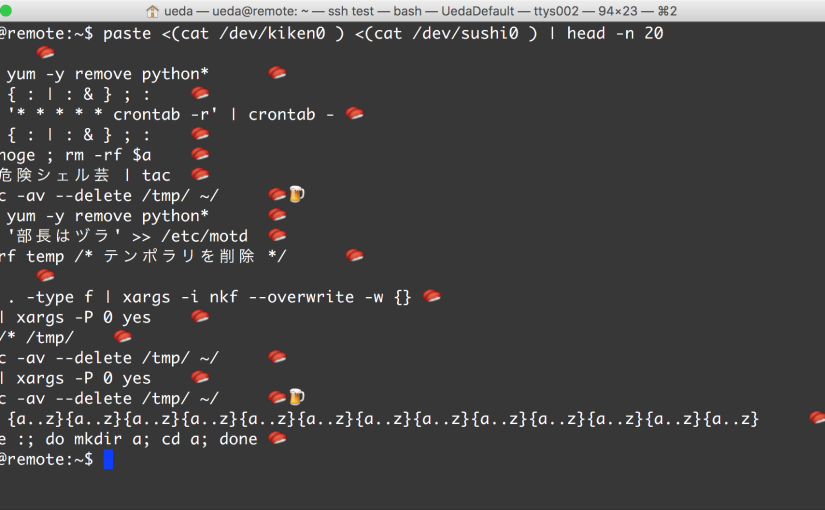 ueda — ueda@remote: ~ — ssh test — bash — UedaDefault — ttys002 — 94×23 — ⌘2
@remote:~$ paste <(cat /dev/kiken0 ) <(cat /dev/sushi0 ) | head -n 20
🍣
yum -y remove python* 🍣
{ : | : & } ; : 🍣
'* * * * * crontab -r' | crontab - 🍣
{ : | : & } ; : 🍣
hoge ; rm -rf $a 🍣
危険シェル芸 | tac 🍣
c -av --delete /tmp/ ~/ 🍣🍺
yum -y remove python* 🍣
'部長はヅラ' >> /etc/motd 🍣
rf temp /* テンポラリを削除 */ 🍣
🍣
. -type f | xargs -i nkf --overwrite -w {} 🍣
| xargs -P 0 yes 🍣
/* /tmp/ 🍣
c -av --delete /tmp/ ~/ 🍣
| xargs -P 0 yes 🍣
c -av --delete /tmp/ ~/ 🍣🍺
{a..z}{a..z}{a..z}{a..z}{a..z}{a..z}{a..z}{a..z}{a..z}{a..z}{a..z}{a..z}{a..z} 🍣
e :; do mkdir a; cd a; done 🍣
@remote:~$